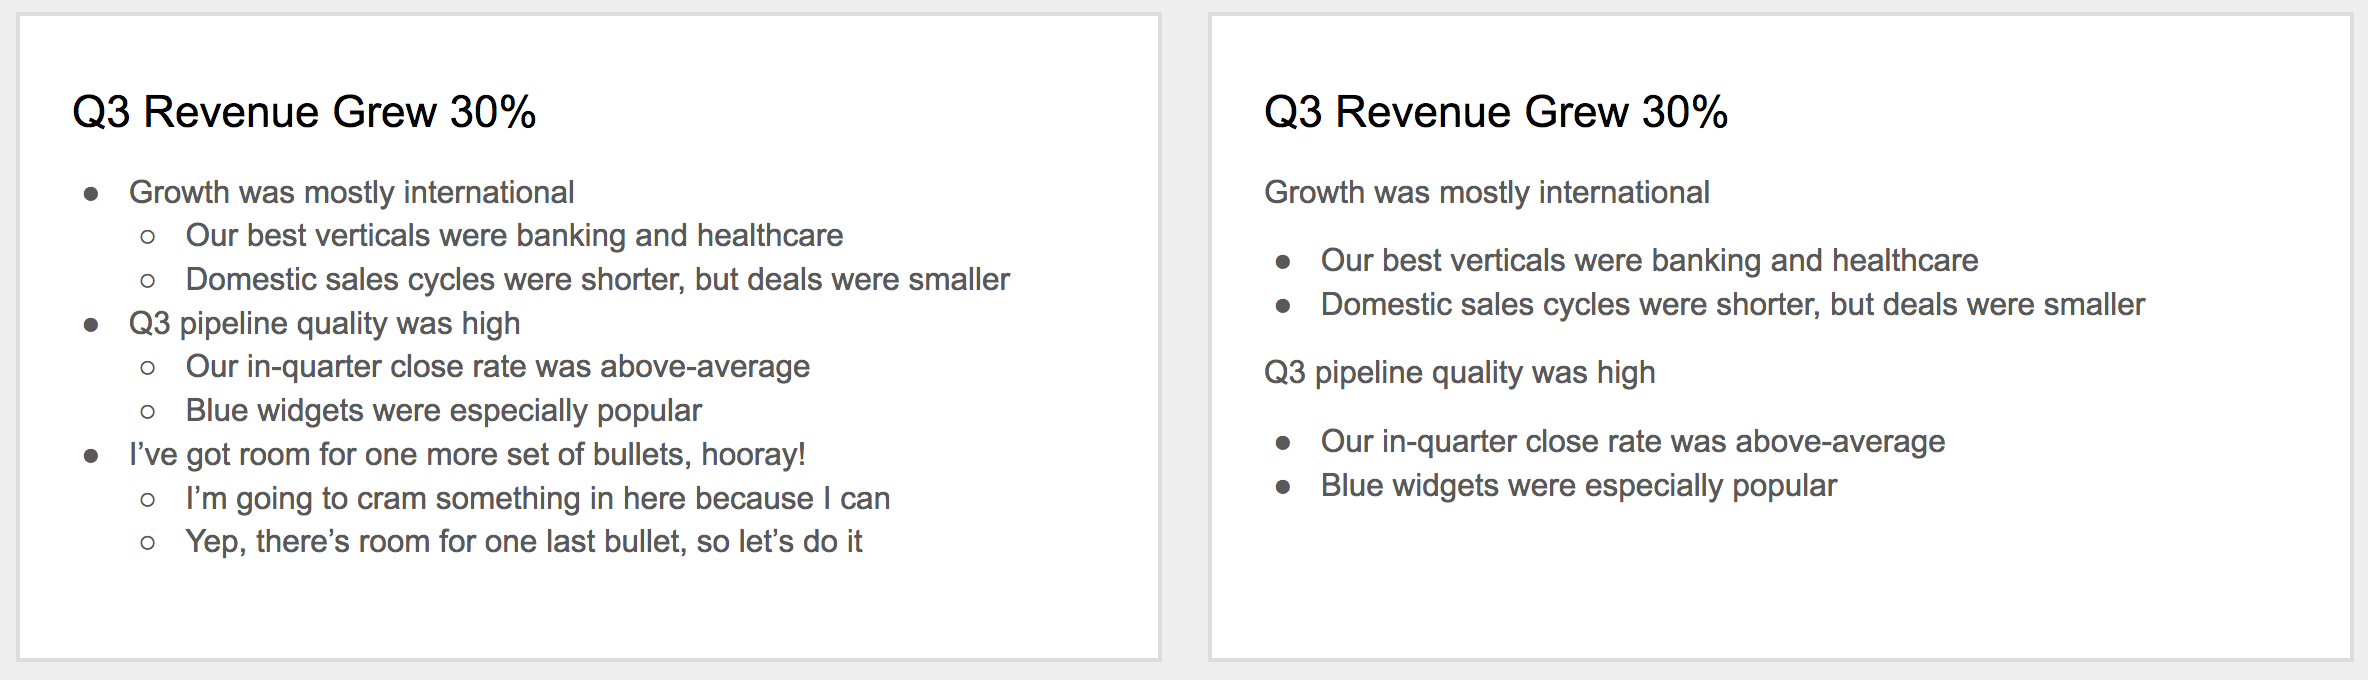 Q3 Revenue Grew 30%
● Growth was mostly international
○ Our best verticals were banking and healthcare
○ Domestic sales cycles were shorter, but deals were smaller
● Q3 pipeline quality was high
○ Our in-quarter close rate was above-average
○ Blue widgets were especially popular
● I’ve got room for one more set of bullets, hooray!
○ I’m going to cram something in here because I can
○ Yep, there’s room for one last bullet, so let’s do it
Q3 Revenue Grew 30%
Growth was mostly international
● Our best verticals were banking and healthcare
● Domestic sales cycles were shorter, but deals were smaller
Q3 pipeline quality was high
● Our in-quarter close rate was above-average
● Blue widgets were especially popular